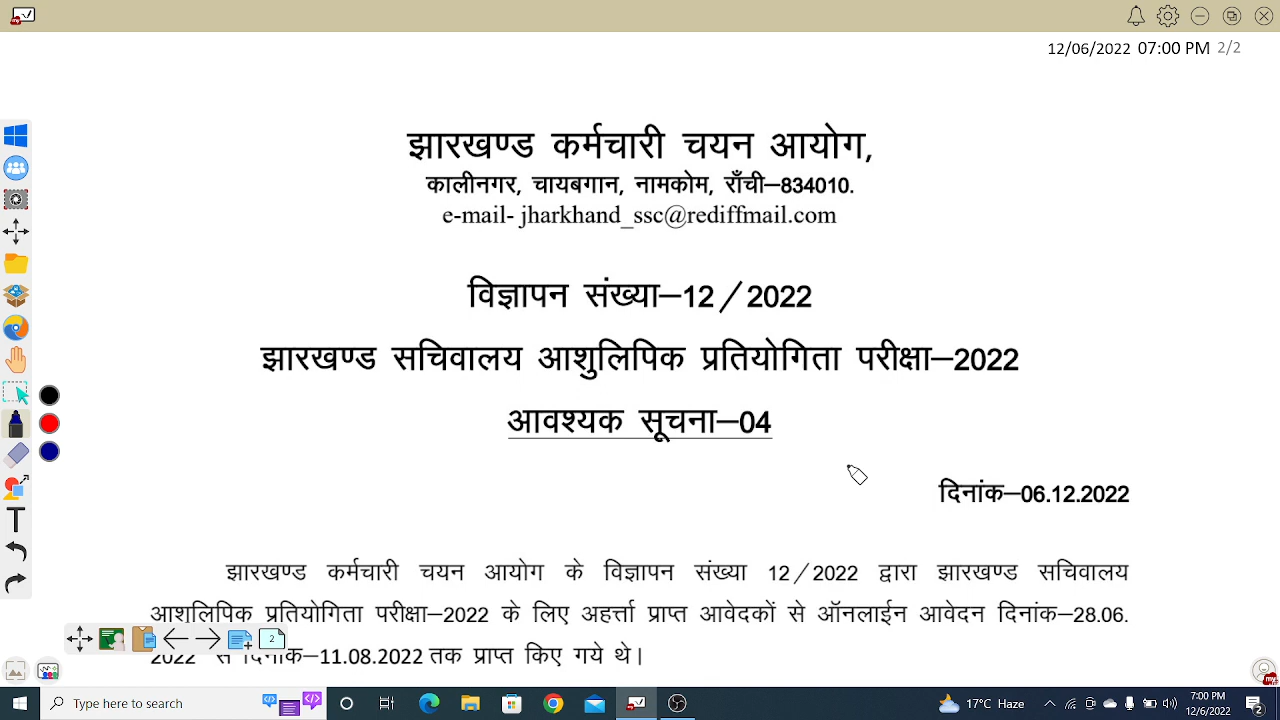 12/06/2022 07:00 PM 2/2
झारखण्ड कर्मचारी चयन आयोग,
कालीनगर, चायबगान, नामकोम, राँची–834010.
e-mail- jharkhand_ssc@rediffmail.com
विज्ञापन संख्या–12/2022
झारखण्ड सचिवालय आशुलिपिक प्रतियोगिता परीक्षा–2022
आवश्यक सूचना–04
दिनांक–06.12.2022
झारखण्ड कर्मचारी चयन आयोग के विज्ञापन संख्या 12/2022 द्वारा झारखण्ड सचिवालय
आशुलिपिक प्रतियोगिता परीक्षा–2022 के लिए अहर्त्ता प्राप्त आवेदकों से ऑनलाईन आवेदन दिनांक–28.06.
2022 से दिनांक–11.08.2022 तक प्राप्त किए गये थे।
2
Type here to search
17°C Haze
7:00 PM
12/6/2022
2